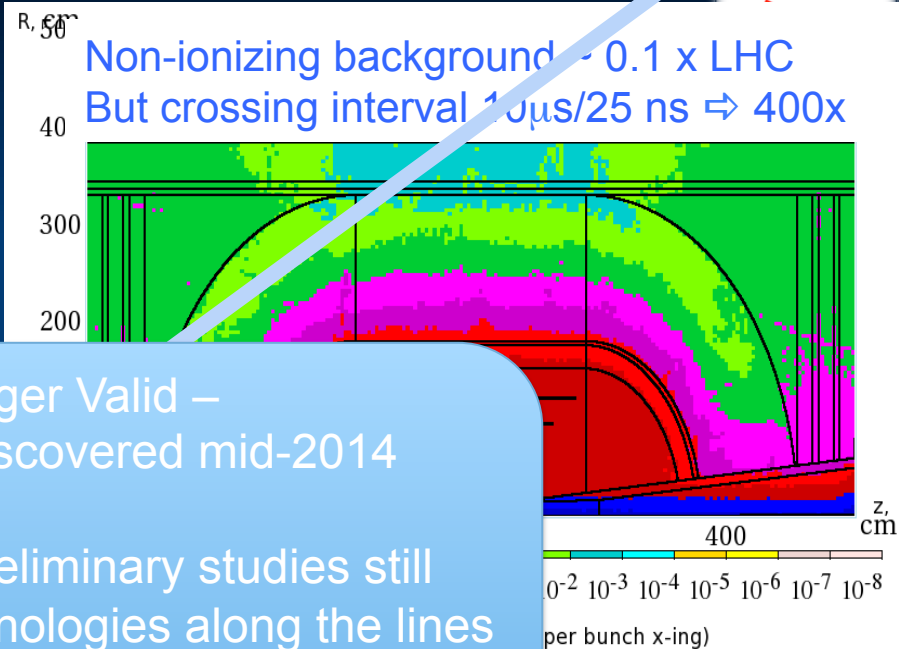 R, cm
50
Non-ionizing background ~ 0.1 x LHC
But crossing interval 10μs/25 ns ⇨ 400x
40
300
200
ger Valid –
scovered mid-2014
eliminary studies still
nologies along the lines
z,
cm
400
10⁻² 10⁻³ 10⁻⁴ 10⁻⁵ 10⁻⁶ 10⁻⁷ 10⁻⁸
per bunch x-ing)